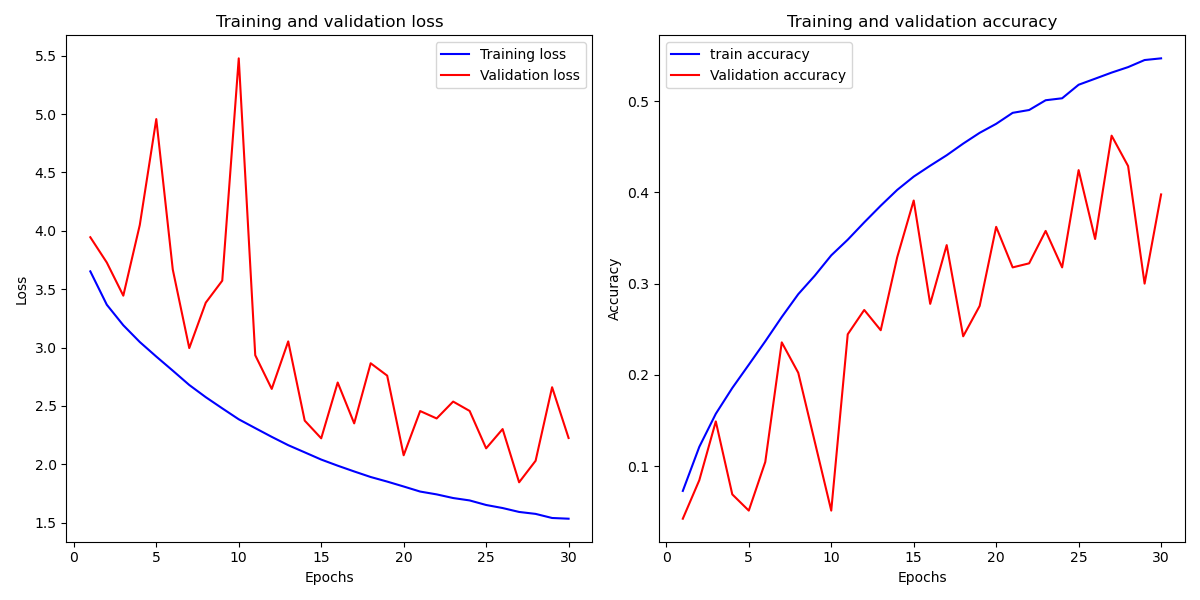 Training and validation loss
Training loss
Validation loss
5.5
5.0
4.5
4.0
3.5
3.0
2.5
2.0
1.5
Loss
0 5 10 15 20 25 30
Epochs
Training and validation accuracy
train accuracy
Validation accuracy
0.5
0.4
0.3
0.2
0.1
Accuracy
0 5 10 15 20 25 30
Epochs